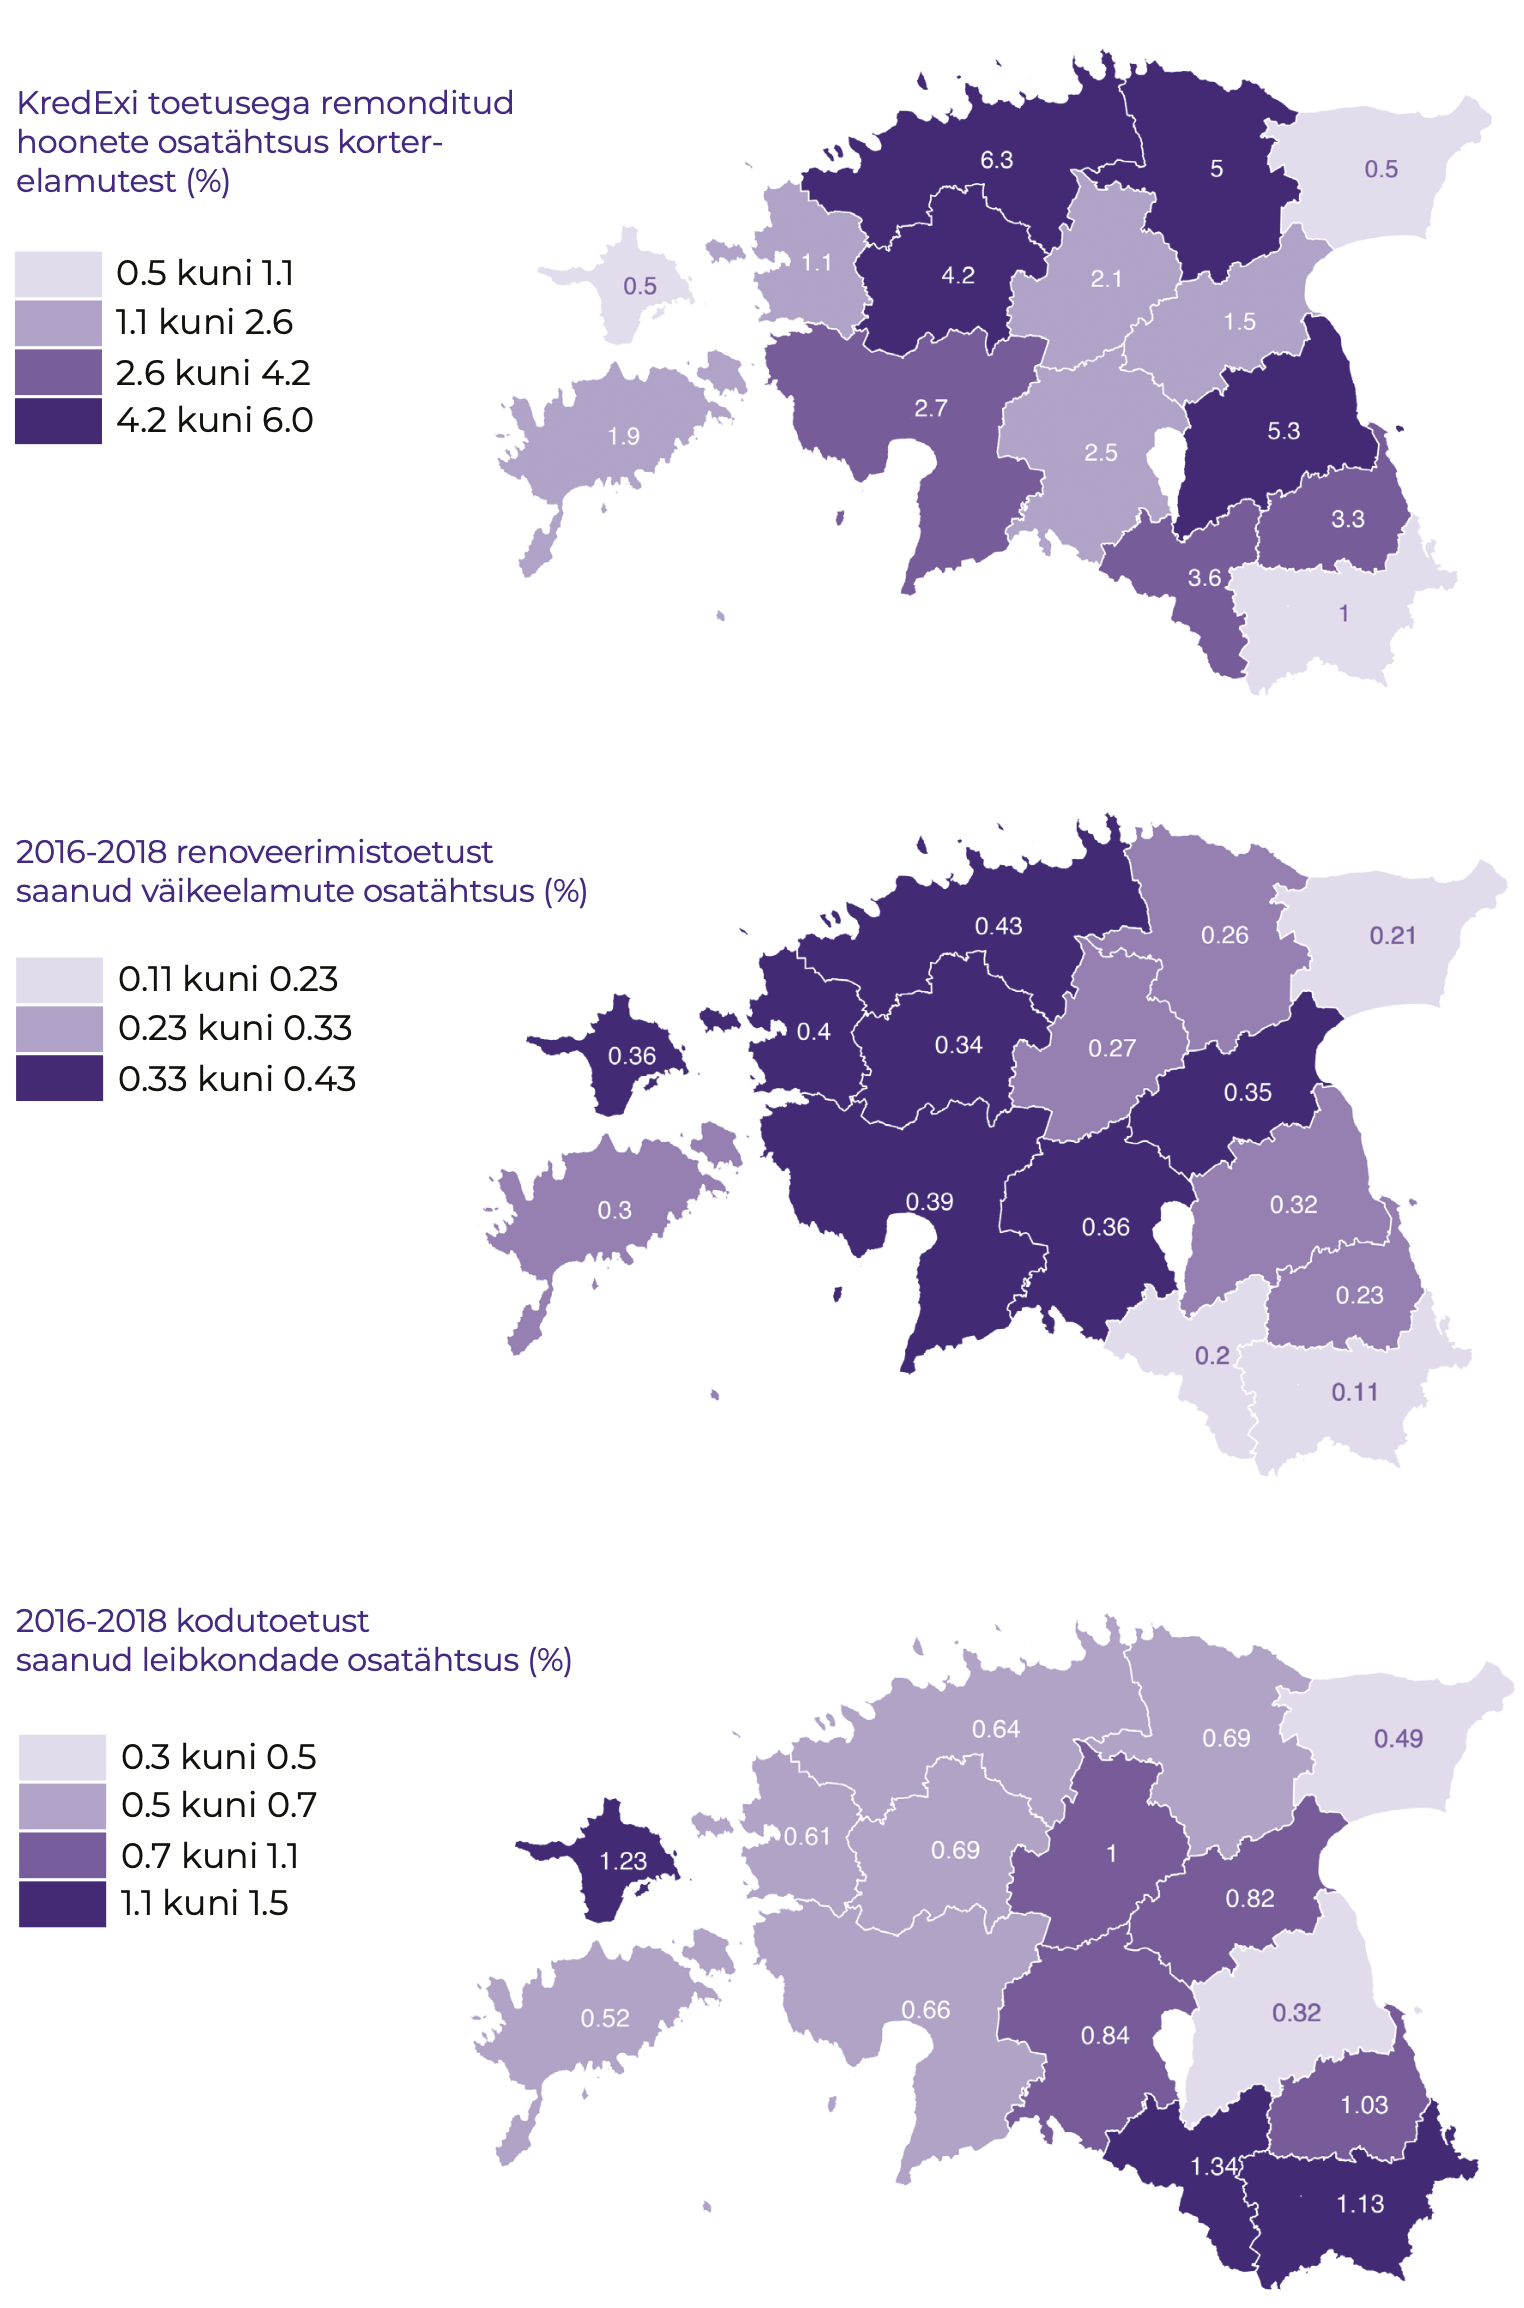 KredExi toetusega remonditud
hoonete osatähtsus korter-
elamutest (%)
0.5 kuni 1.1
1.1 kuni 2.6
2.6 kuni 4.2
4.2 kuni 6.0
6.3
5
0.5
1.1
4.2
2.1
0.5
1.5
2.7
1.9
5.3
2.5
3.3
3.6
1
2016-2018 renoveerimistoetust
saanud väikeelamute osatähtsus (%)
0.11 kuni 0.23
0.23 kuni 0.33
0.33 kuni 0.43
0.43
0.26
0.21
0.4
0.34
0.27
0.36
0.35
0.39
0.3
0.32
0.36
0.23
0.2
0.11
2016-2018 kodutoetust
saanud leibkondade osatähtsus (%)
0.3 kuni 0.5
0.5 kuni 0.7
0.7 kuni 1.1
1.1 kuni 1.5
0.64
0.69
0.49
0.61
0.69
1
1.23
0.82
0.66
0.52
0.32
0.84
1.03
1.34
1.13